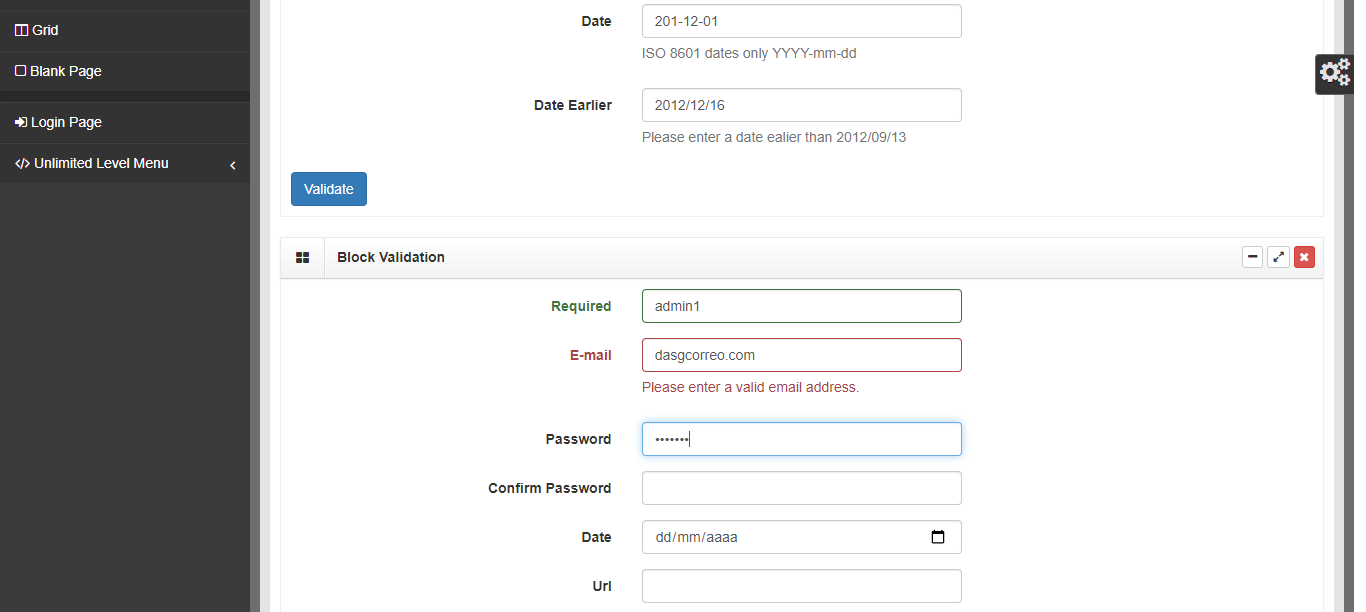 Grid
Blank Page
Login Page
Unlimited Level Menu
Date
201-12-01
ISO 8601 dates only YYYY-mm-dd
Date Earlier
2012/12/16
Please enter a date ealier than 2012/09/13
Validate
Block Validation
Required
admin1
E-mail
dasgcorreo.com
Please enter a valid email address.
Password
•••••••
Confirm Password
Date
dd/mm/aaaa
Url